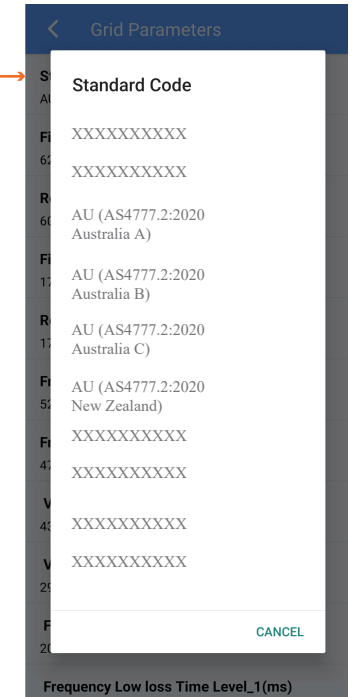 Grid Parameters
Standard Code
XXXXXXXXXX
XXXXXXXXXX
AU (AS4777.2:2020
Australia A)
AU (AS4777.2:2020
Australia B)
AU (AS4777.2:2020
Australia C)
AU (AS4777.2:2020
New Zealand)
XXXXXXXXXX
XXXXXXXXXX
XXXXXXXXXX
XXXXXXXXXX
CANCEL
Frequency Low loss Time Level_1(ms)